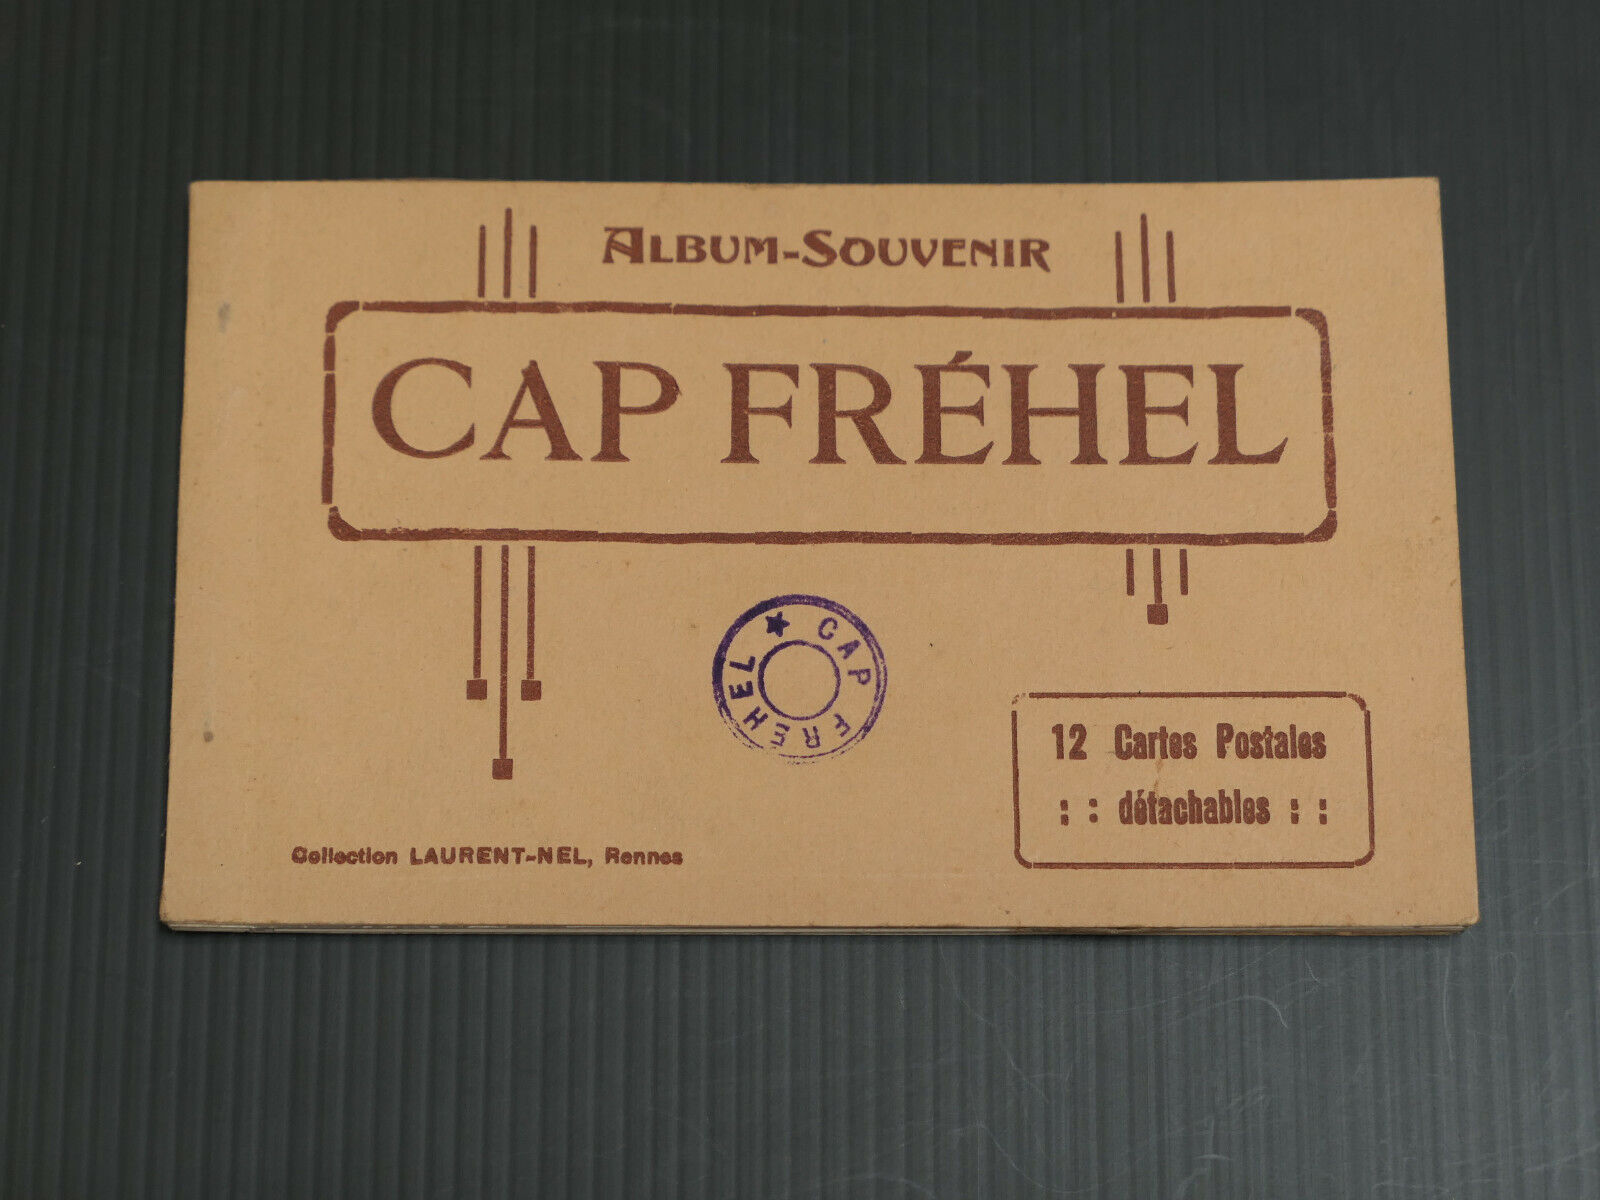 ALBUM-SOUVENIR
CAP FRÉHEL
★ CAP FREHEL
12 Cartes Postales
: : détachables : :
Collection LAURENT-NEL, Rennes